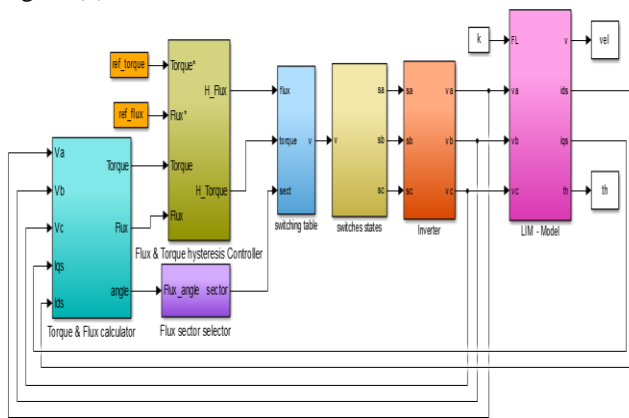 ref_torque
ref_flux
Torque*
Flux*
Torque
Flux
H_Flux
H_Torque
Flux & Torque hysteresis Controller
Va
Vb
Vc
Iqs
Ids
Torque
Flux
angle
Torque & Flux calculator
Flux_angle sector
Flux sector selector
flux
torque
sect
v
switching table
v
sa
sb
sc
switches states
sa
sb
sc
va
vb
vc
Inverter
k
FL
va
vb
vc
v
ids
iqs
th
LIM - Model
vel
th